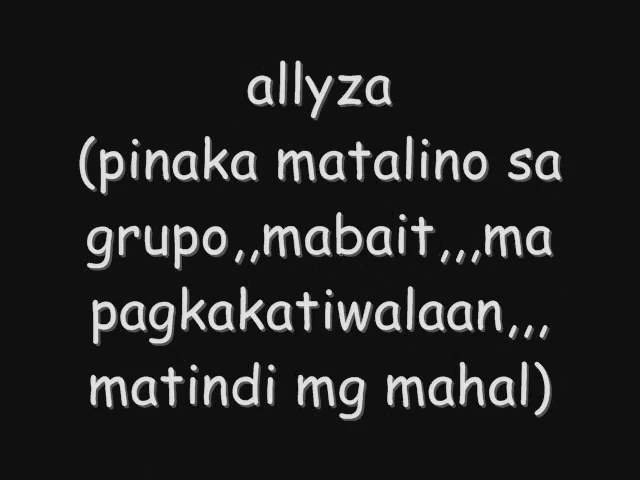 allyza
(pinaka matalino sa
grupo,,mabait,,,ma
pagkakatiwalaan,,,
matindi mg mahal)